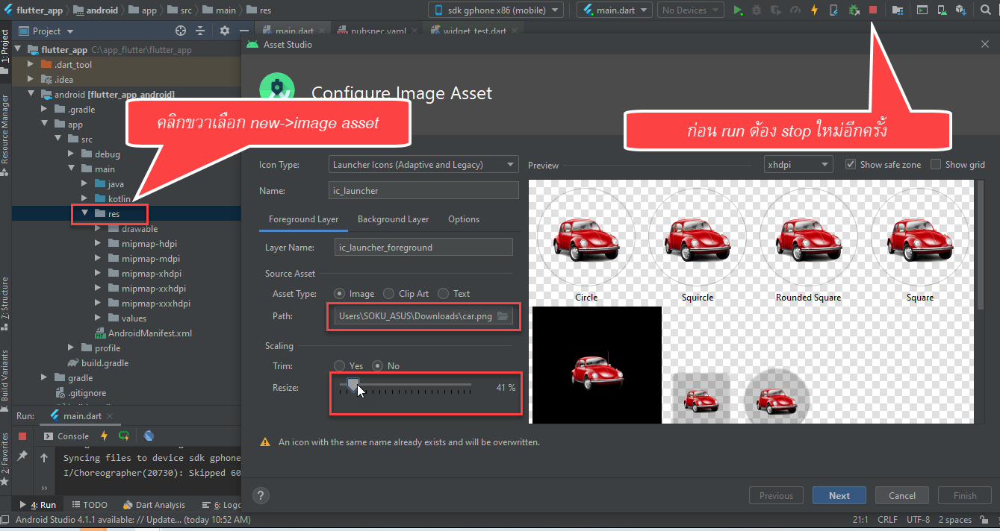 flutter_app
android
app
src
main
res
sdk gphone x86 (mobile)
main.dart
No Devices
Project
main.dart
pubspec.yaml
widget_test.dart
1: Project
Resource Manager
7: Structure
Build Variants
2: Favorites
flutter_app C:\app_flutter\flutter_app
.dart_tool
.idea
android [flutter_app_android]
.gradle
app
src
debug
main
java
kotlin
res
drawable
mipmap-hdpi
mipmap-mdpi
mipmap-xhdpi
mipmap-xxhdpi
mipmap-xxxhdpi
values
AndroidManifest.xml
profile
build.gradle
gradle
.gitignore
Asset Studio
Configure Image Asset
คลิกขวาเลือก new->image asset
ก่อน run ต้อง stop ใหม่อีกครั้ง
Icon Type:
Launcher Icons (Adaptive and Legacy)
Name:
ic_launcher
Foreground Layer
Background Layer
Options
Layer Name:
ic_launcher_foreground
Source Asset
Asset Type:
Image
Clip Art
Text
Path:
Users\SOKU_ASUS\Downloads\car.png
Scaling
Trim:
Yes
No
Resize:
41 %
Preview
xhdpi
Show safe zone
Show grid
Circle
Squircle
Rounded Square
Square
An icon with the same name already exists and will be overwritten.
?
Previous
Next
Cancel
Finish
Run:
main.dart
Console
Syncing files to device sdk gphone
I/Choreographer(20730): Skipped 60
4: Run
TODO
Dart Analysis
6: Logc
Android Studio 4.1.1 available: // Update... (today 10:52 AM)
21:1
CRLF
UTF-8
2 spaces